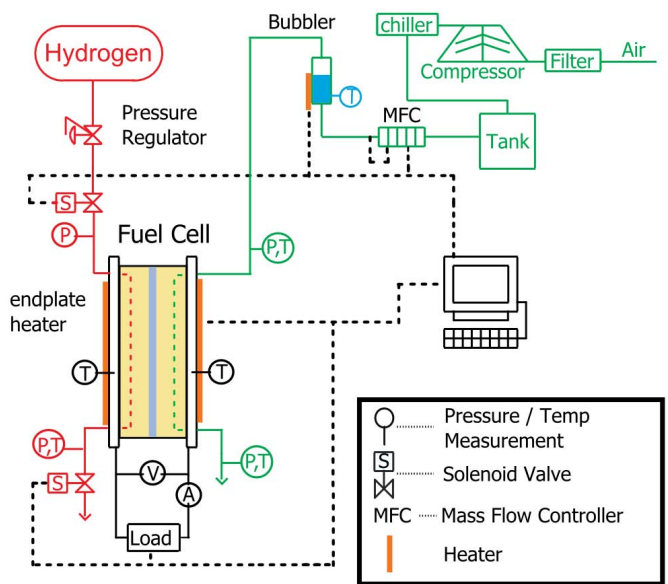 Bubbler
chiller
Compressor
Filter
Air
Hydrogen
Pressure
Regulator
T
MFC
Tank
S
P
Fuel Cell
P,T
endplate
heater
T
T
P,T
P,T
S
V
A
Load
Pressure / Temp
Measurement
S
Solenoid Valve
MFC
Mass Flow Controller
Heater